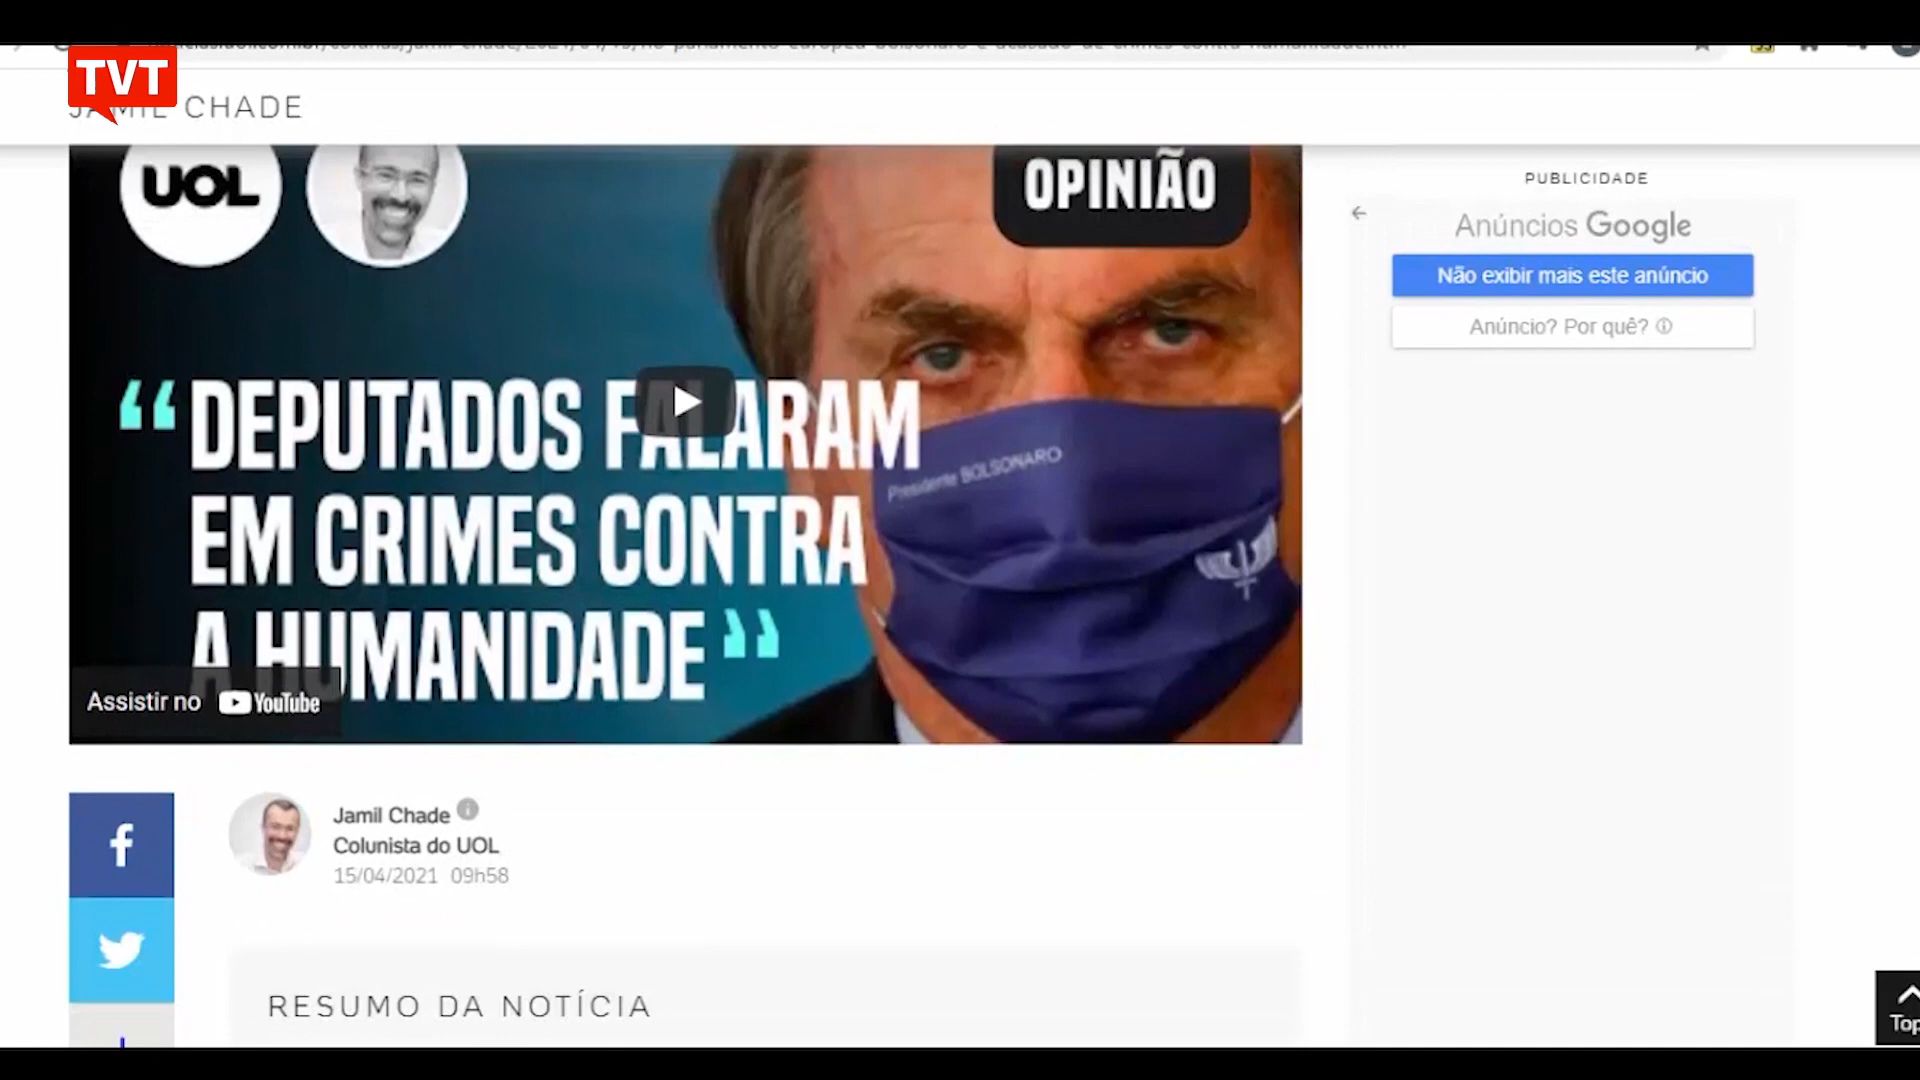 TVT
JAMIL CHADE
UOL
OPINIÃO
PUBLICIDADE
Anúncios Google
Não exibir mais este anúncio
Anúncio? Por quê?
“DEPUTADOS FALARAM
EM CRIMES CONTRA
A HUMANIDADE”
Presidente BOLSONARO
Assistir no YouTube
Jamil Chade
Colunista do UOL
15/04/2021 09h58
RESUMO DA NOTÍCIA
Top